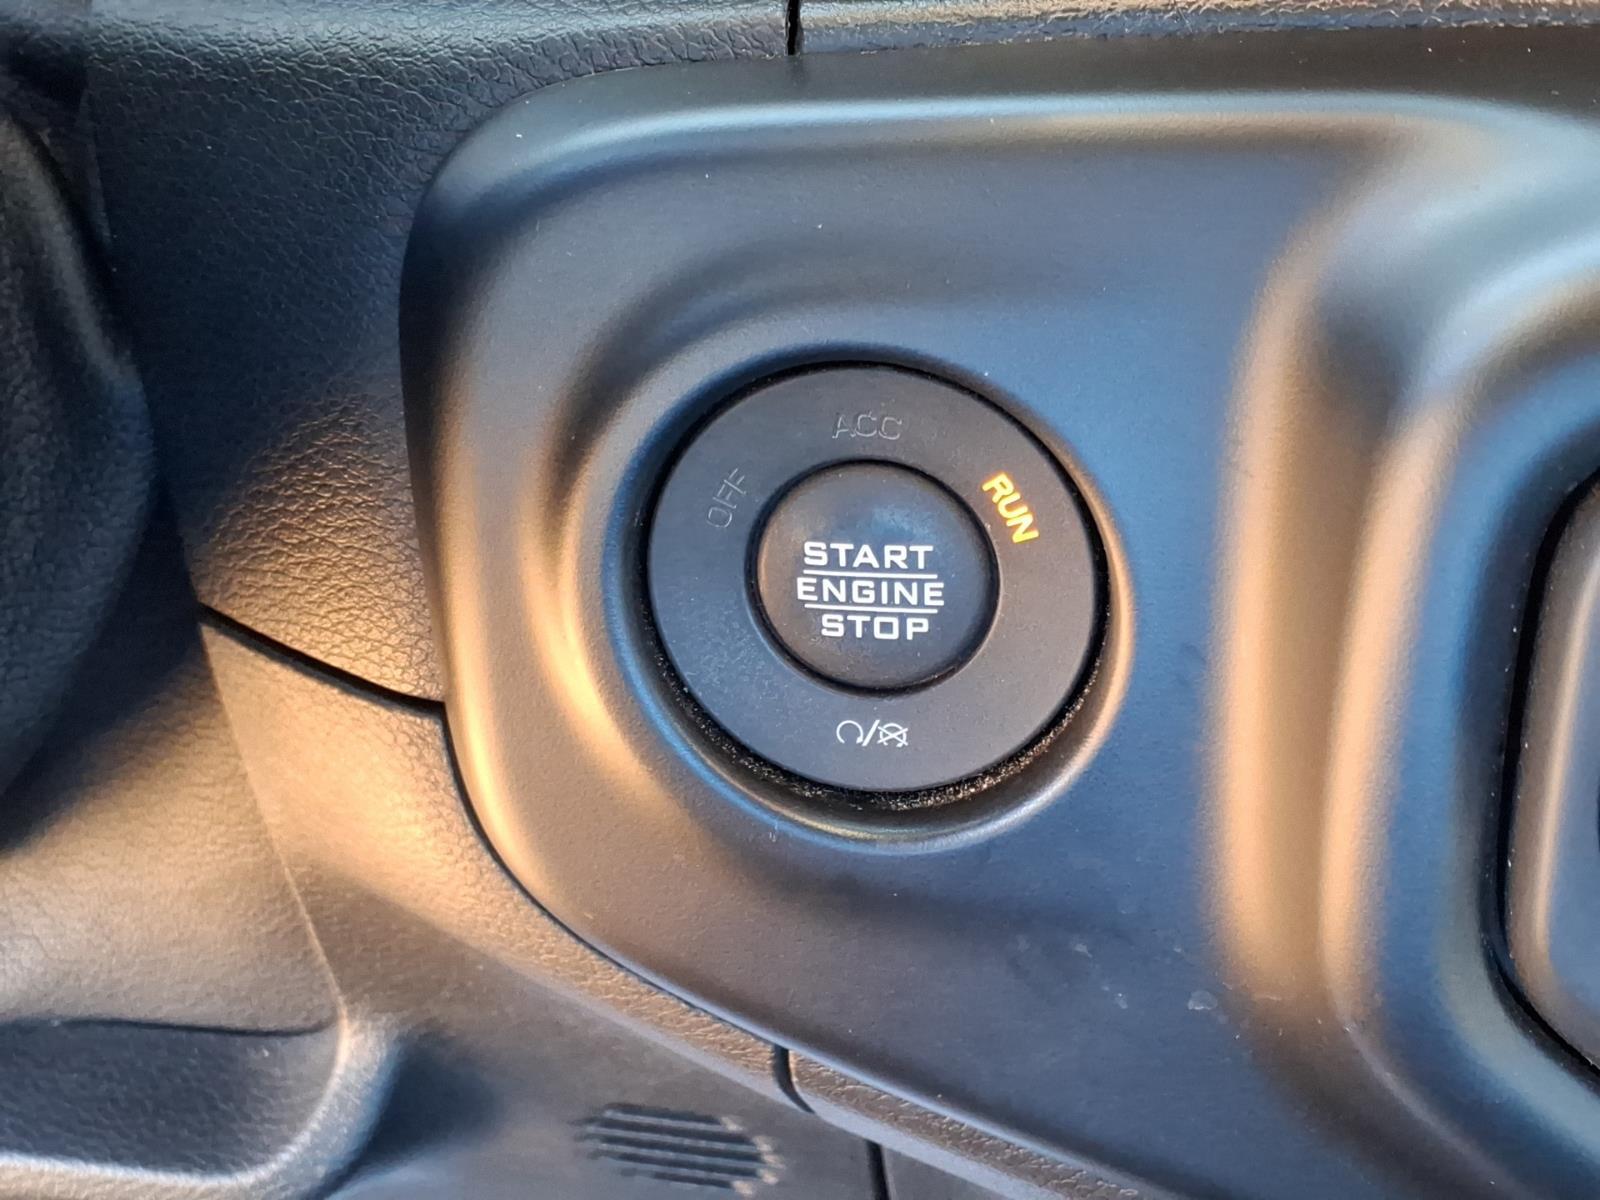 ACC
OFF
RUN
START
ENGINE
STOP